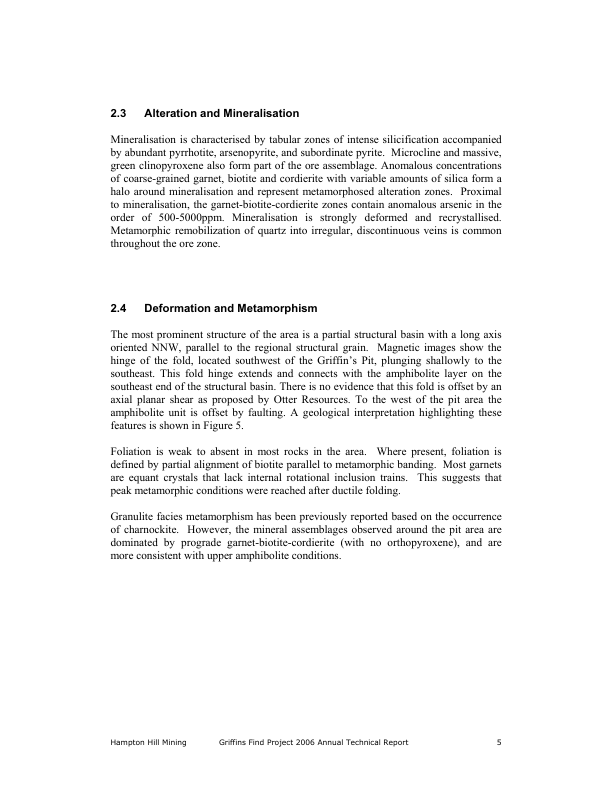 2.3 Alteration and Mineralisation
Mineralisation is characterised by tabular zones of intense silicification accompanied
by abundant pyrrhotite, arsenopyrite, and subordinate pyrite. Microcline and massive,
green clinopyroxene also form part of the ore assemblage. Anomalous concentrations
of coarse-grained garnet, biotite and cordierite with variable amounts of silica form a
halo around mineralisation and represent metamorphosed alteration zones. Proximal
to mineralisation, the garnet-biotite-cordierite zones contain anomalous arsenic in the
order of 500-5000ppm. Mineralisation is strongly deformed and recrystallised.
Metamorphic remobilization of quartz into irregular, discontinuous veins is common
throughout the ore zone.
2.4 Deformation and Metamorphism
The most prominent structure of the area is a partial structural basin with a long axis
oriented NNW, parallel to the regional structural grain. Magnetic images show the
hinge of the fold, located southwest of the Griffin's Pit, plunging shallowly to the
southeast. This fold hinge extends and connects with the amphibolite layer on the
southeast end of the structural basin. There is no evidence that this fold is offset by an
axial planar shear as proposed by Otter Resources. To the west of the pit area the
amphibolite unit is offset by faulting. A geological interpretation highlighting these
features is shown in Figure 5.
Foliation is weak to absent in most rocks in the area. Where present, foliation is
defined by partial alignment of biotite parallel to metamorphic banding. Most garnets
are equant crystals that lack internal rotational inclusion trains. This suggests that
peak metamorphic conditions were reached after ductile folding.
Granulite facies metamorphism has been previously reported based on the occurrence
of charnockite. However, the mineral assemblages observed around the pit area are
dominated by prograde garnet-biotite-cordierite (with no orthopyroxene), and are
more consistent with upper amphibolite conditions.
Hampton Hill Mining Griffins Find Project 2006 Annual Technical Report 5